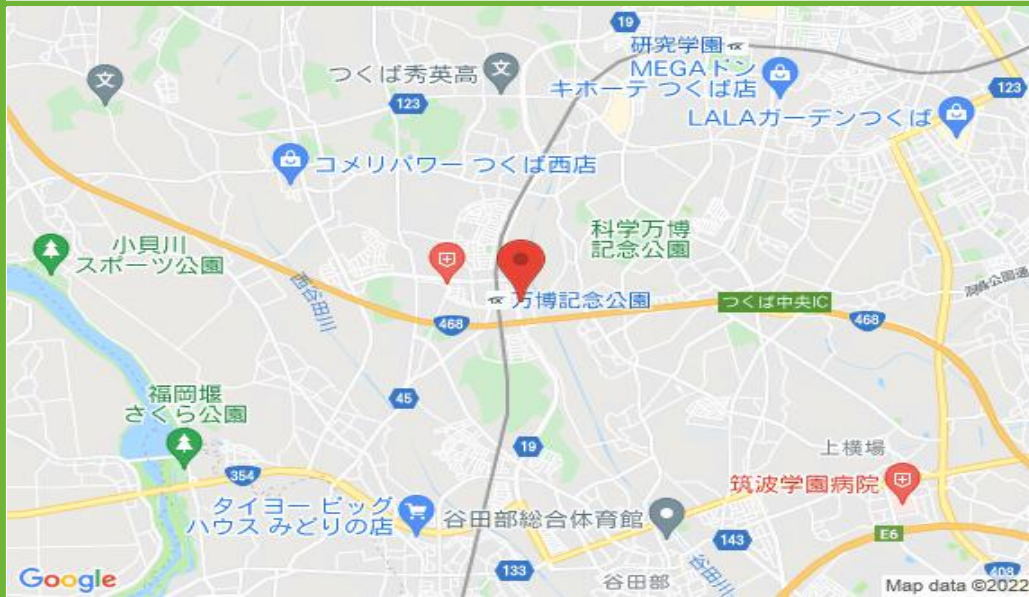 19
研究学園
MEGAドン
キホーテ つくば店
つくば秀英高
123
123
LALAガーデンつくば
コメリパワー つくば西店
科学万博
記念公園
小貝川
スポーツ公園
西谷田川
万博記念公園
つくば中央IC
468
468
福岡堰
さくら公園
45
19
上横場
354
筑波学園病院
タイヨー ビッグ
ハウス みどりの店
谷田部総合体育館
143
E6
谷田川
133
谷田部
408
Google
Map data ©2022